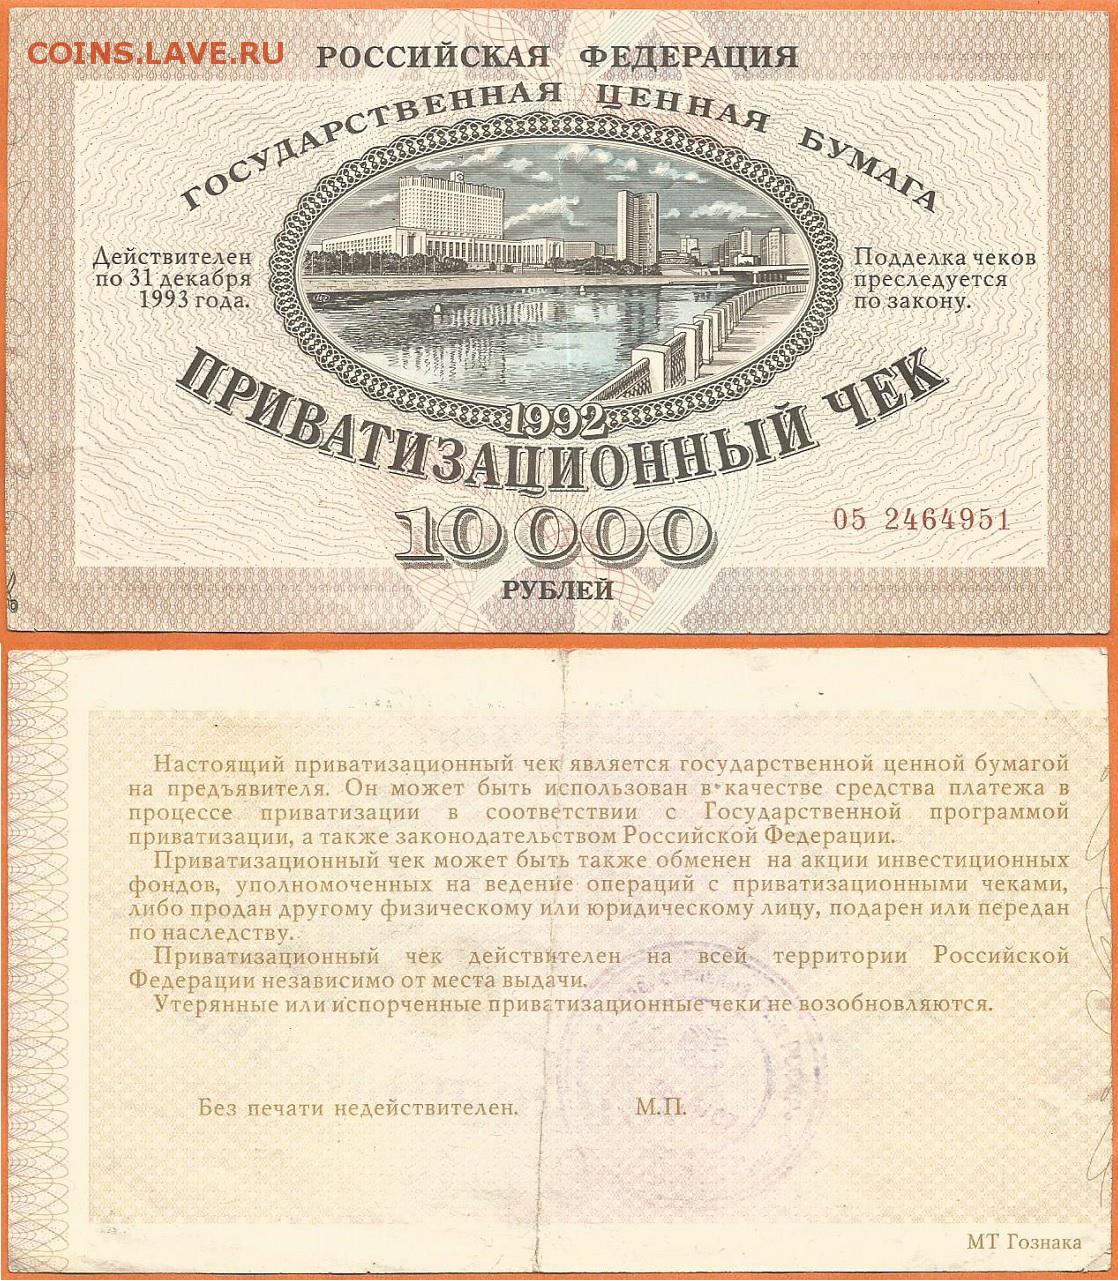 COINS.LAVE.RU
РОССИЙСКАЯ ФЕДЕРАЦИЯ
ГОСУДАРСТВЕННАЯ ЦЕННАЯ БУМАГА
Действителен
по 31 декабря
1993 года.
Подделка чеков
преследуется
по закону.
1992
ПРИВАТИЗАЦИОННЫЙ ЧЕК
10 000
05 2464951
РУБЛЕЙ
Настоящий приватизационный чек является государственной ценной бумагой
на предъявителя. Он может быть использован в качестве средства платежа в
процессе приватизации в соответствии с Государственной программой
приватизации, а также законодательством Российской Федерации.
Приватизационный чек может быть также обменен на акции инвестиционных
фондов, уполномоченных на ведение операций с приватизационными чеками,
либо продан другому физическому или юридическому лицу, подарен или передан
по наследству.
Приватизационный чек действителен на всей территории Российской
Федерации независимо от места выдачи.
Утерянные или испорченные приватизационные чеки не возобновляются.
Без печати недействителен. М.П.
МТ Гознака